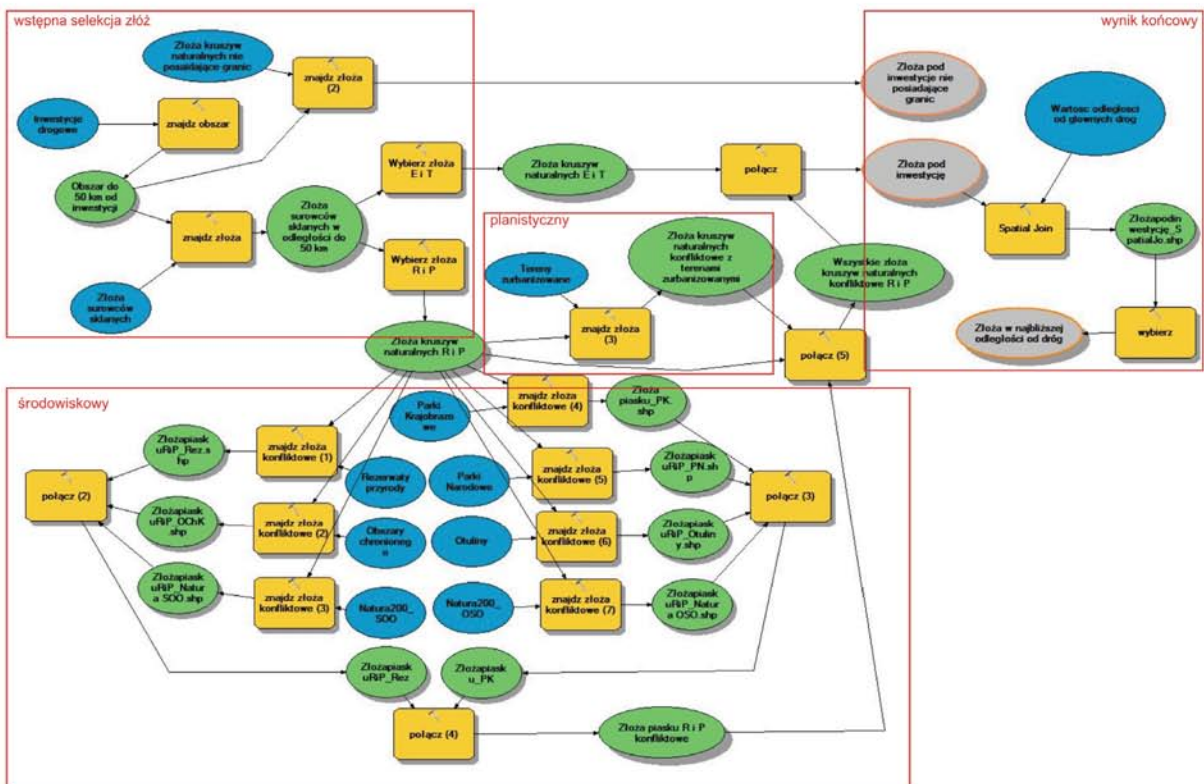 wstępna selekcja złóż
Złoża kruszyw
naturalnych nie
posaidające granic
znajdź złoża
(2)
Inwestycje
drogowe
znajdz obszar
Obszar do
50 km od
inwestycji
znajdz złoża
Złoża
surowców
sklanych
Złoża
surowców
sklanych w
odległości do
50 km
Wybierz złoża
E i T
Wybierz złoża
R i P
Złoża kruszyw
naturalnych E i T
połącz
Złoża kruszyw
naturalnych R i P
planistyczny
Tereny
zurbanizowane
znajdz złoża
(3)
Złoża kruszyw
naturalnych
konfliktowe z
terenami
zurbanizowanymi
Wszystkie złoża
kruszyw naturalnych
konfliktowe R i P
połącz (5)
wynik końcowy
Złoża pod
inwestycje nie
posiadające
granic
Wartosc odleglosci
od glownych drog
Złoża pod
inwestycję
Spatial Join
Złożapodin
westycję_S
patialJo.shp
Złoża w najbliższej
odległości od dróg
wybierz
środowiskowy
Parki
Krajobrazo
we
znajdz złoża
konfliktowe (4)
Złoża
piasku_PK.
shp
Złożapiask
uRiP_Rez.s
hp
znajdz złoża
konfliktowe (1)
Rezerwaty
przyrody
Parki
Narodowe
znajdz złoża
konfliktowe (5)
Złożapiask
uRiP_PN.sh
p
połącz (2)
połącz (3)
Złożapiask
uRiP_OChK
.shp
znajdz złoża
konfliktowe (2)
Obszary
chronioneg
o
Otuliny
znajdz złoża
konfliktowe (6)
Złożapiask
uRiP_Otulin
y.shp
Złożapiask
uRiP_Natur
a SOO.shp
znajdz złoża
konfliktowe (3)
Natura200_
SOO
Natura200_
OSO
znajdz złoża
konfliktowe (7)
Złożapiask
uRiP_Natur
a OSO.shp
Złożapiask
uRiP_Rez
Złożapiask
u_PK
połącz (4)
Złoża piasku R i P
konfliktowe